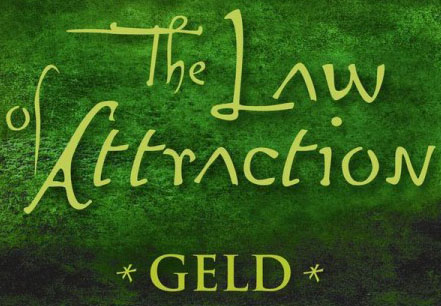 The Law
of Attraction
* GELD *